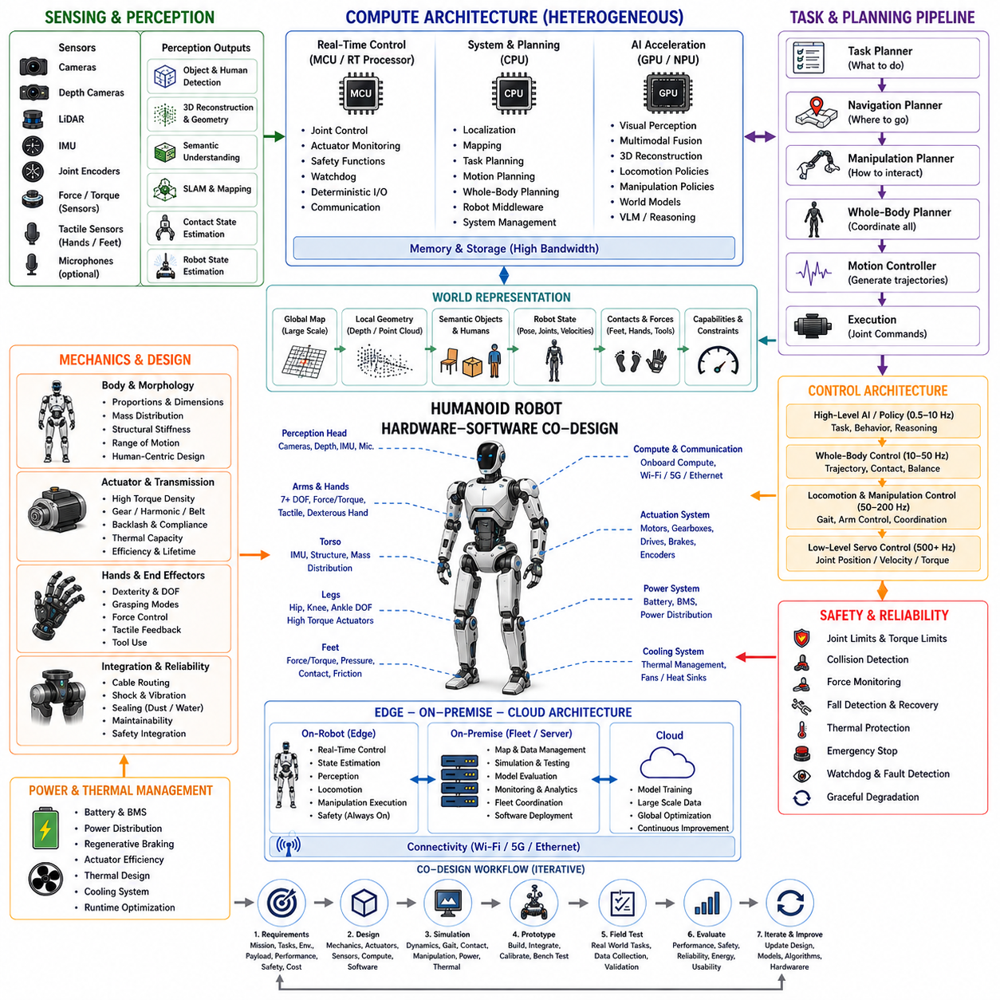 SENSING & PERCEPTION
Sensors
Cameras
Depth Cameras
LiDAR
IMU
Joint Encoders
Force / Torque
(Sensors)
Tactile Sensors
(Hands / Feet)
Microphones
(optional)
Perception Outputs
Object & Human
Detection
3D Reconstruction
& Geometry
Semantic
Understanding
SLAM & Mapping
Contact State
Estimation
Robot State
Estimation
COMPUTE ARCHITECTURE (HETEROGENEOUS)
Real-Time Control
(MCU / RT Processor)
MCU
• Joint Control
• Actuator Monitoring
• Safety Functions
• Watchdog
• Deterministic I/O
• Communication
System & Planning
(CPU)
CPU
• Localization
• Mapping
• Task Planning
• Motion Planning
• Whole-Body Planning
• Robot Middleware
• System Management
AI Acceleration
(GPU / NPU)
GPU
• Visual Perception
• Multimodal Fusion
• 3D Reconstruction
• Locomotion Policies
• Manipulation Policies
• World Models
• VLM / Reasoning
Memory & Storage (High Bandwidth)
TASK & PLANNING PIPELINE
Task Planner
(What to do)
Navigation Planner
(Where to go)
Manipulation Planner
(How to interact)
Whole-Body Planner
(Coordinate all)
Motion Controller
(Generate trajectories)
Execution
(Joint Commands)
WORLD REPRESENTATION
Global Map
(Large Scale)
Local Geometry
(Depth / Point Cloud)
Semantic Objects
& Humans
Robot State
(Pose, Joints, Velocities)
Contacts & Forces
(Feet, Hands, Tools)
Capabilities &
Constraints
MECHANICS & DESIGN
Body & Morphology
• Proportions & Dimensions
• Mass Distribution
• Structural Stiffness
• Range of Motion
• Human-Centric Design
Actuator & Transmission
• High Torque Density
• Gear / Harmonic / Belt
• Backlash & Compliance
• Thermal Capacity
• Efficiency & Lifetime
Hands & End Effectors
• Dexterity & DOF
• Grasping Modes
• Force Control
• Tactile Feedback
• Tool Use
Integration & Reliability
• Cable Routing
• Shock & Vibration
• Sealing (Dust / Water)
• Maintainability
• Safety Integration
HUMANOID ROBOT
HARDWARE–SOFTWARE CO-DESIGN
Perception Head
Cameras, Depth, IMU, Mic.
Arms & Hands
7+ DOF, Force/Torque,
Tactile, Dexterous Hand
Torso
IMU, Structure, Mass
Distribution
Legs
Hip, Knee, Ankle DOF
High Torque Actuators
Feet
Force/Torque, Pressure,
Contact, Friction
Compute & Communication
Onboard Compute,
Wi-Fi / 5G / Ethernet
Actuation System
Motors, Gearboxes,
Drives, Brakes,
Encoders
Power System
Battery, BMS,
Power Distribution
Cooling System
Thermal Management,
Fans / Heat Sinks
CONTROL ARCHITECTURE
High-Level AI / Policy (0.5–10 Hz)
Task, Behavior, Reasoning
Whole-Body Control (10–50 Hz)
Trajectory, Contact, Balance
Locomotion & Manipulation Control
(50–200 Hz)
Gait, Arm Control, Coordination
Low-Level Servo Control (500+ Hz)
Joint Position / Velocity / Torque
SAFETY & RELIABILITY
Joint Limits & Torque Limits
Collision Detection
Force Monitoring
Fall Detection & Recovery
Thermal Protection
Emergency Stop
Watchdog & Fault Detection
Graceful Degradation
EDGE – ON-PREMISE – CLOUD ARCHITECTURE
On-Robot (Edge)
• Real-Time Control
• State Estimation
• Perception
• Locomotion
• Manipulation Execution
• Safety (Always On)
On-Premise (Fleet / Server)
• Map & Data Management
• Simulation & Testing
• Model Evaluation
• Monitoring & Analytics
• Fleet Coordination
• Software Deployment
Cloud
• Model Training
• Large Scale Data
• Global Optimization
• Continuous Improvement
Connectivity (Wi-Fi / 5G / Ethernet)
POWER & THERMAL MANAGEMENT
• Battery & BMS
• Power Distribution
• Regenerative Braking
• Actuator Efficiency
• Thermal Design
• Cooling System
• Runtime Optimization
CO-DESIGN WORKFLOW (ITERATIVE)
1. Requirements
Mission, Tasks, Env.,
Payload, Performance,
Safety, Cost
2. Design
Mechanics, Actuators,
Sensors, Compute,
Software
3. Simulation
Dynamics, Gait, Contact,
Manipulation, Power,
Thermal
4. Prototype
Build, Integrate,
Calibrate, Bench Test
5. Field Test
Real World Tasks,
Data Collection,
Validation
6. Evaluate
Performance, Safety,
Reliability, Energy,
Usability
7. Iterate & Improve
Update Design,
Models, Algorithms,
Hardwarere